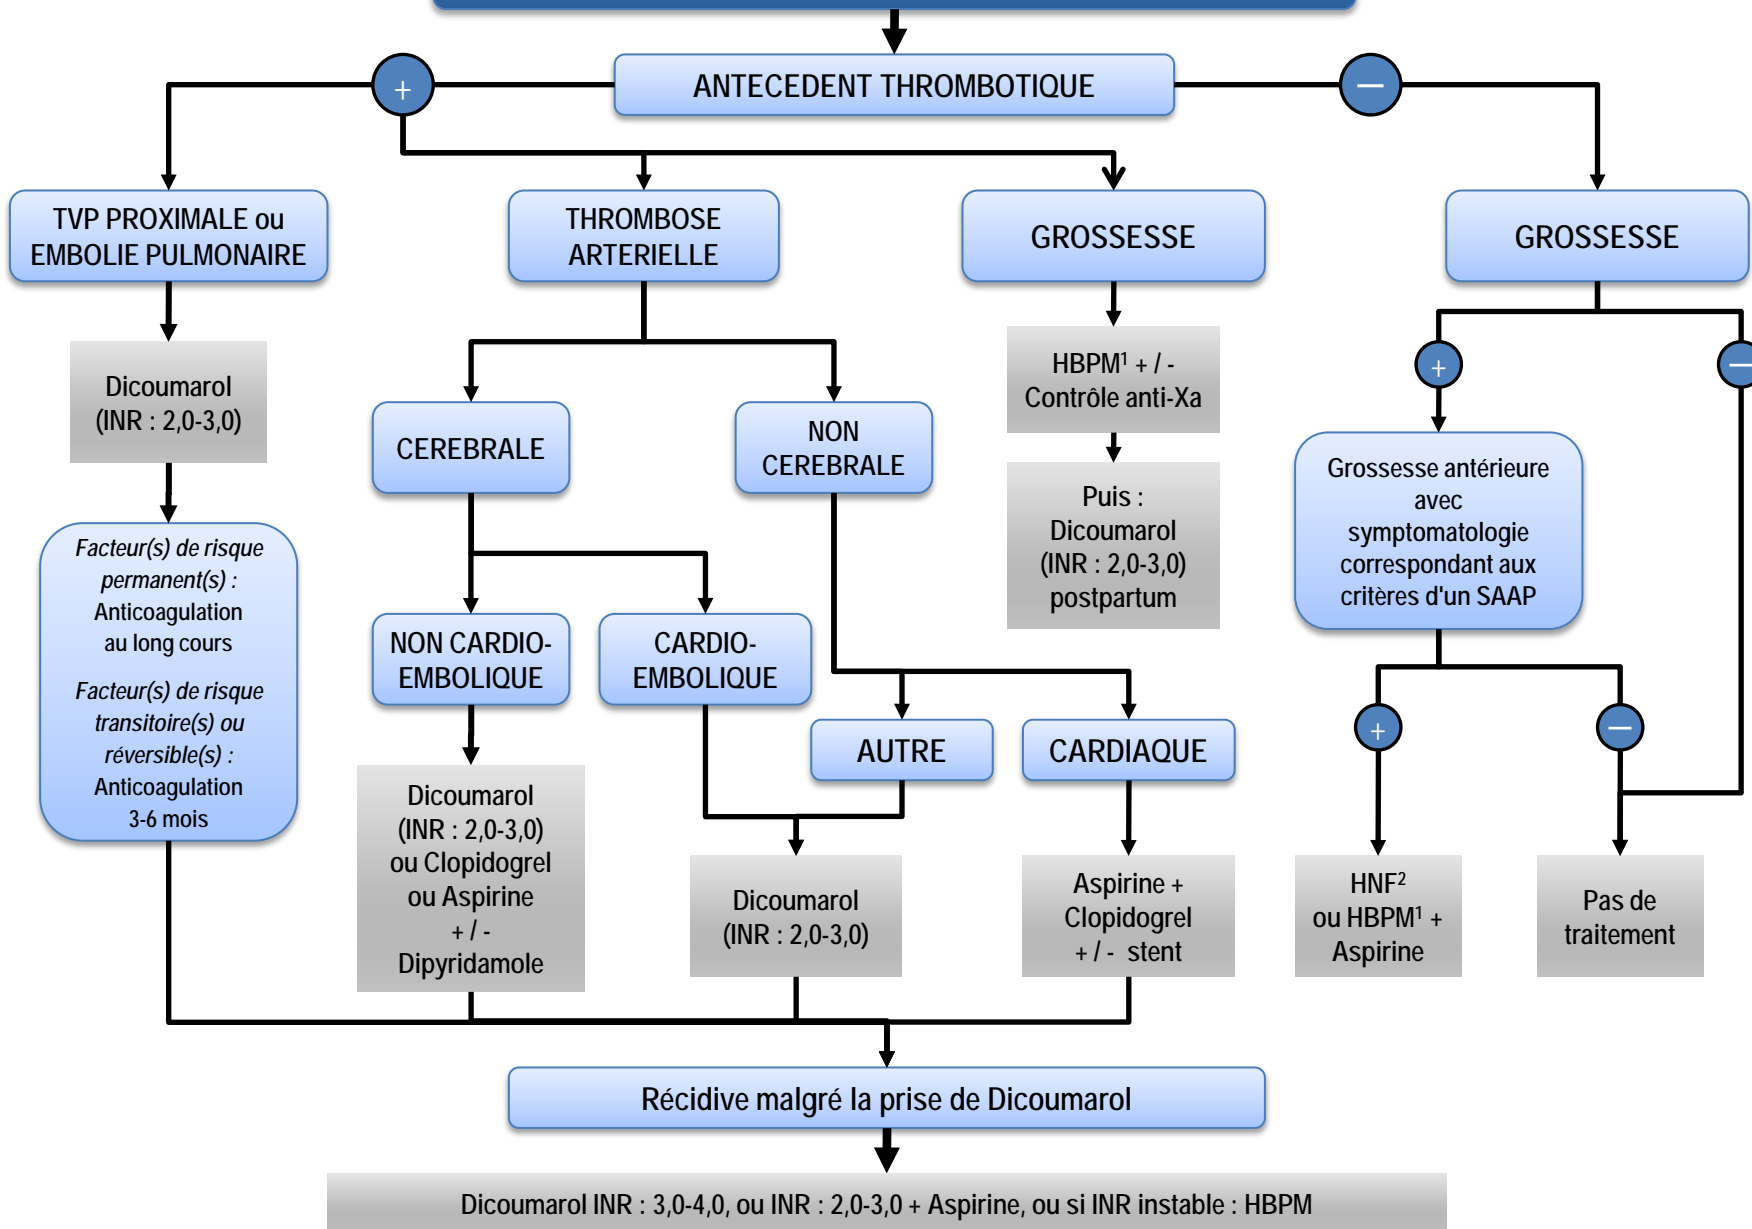 +
ANTECEDENT THROMBOTIQUE
—
TVP PROXIMALE ou
EMBOLIE PULMONAIRE
THROMBOSE
ARTERIELLE
GROSSESSE
GROSSESSE
Dicoumarol
(INR : 2,0-3,0)
HBPM¹ + / -
Contrôle anti-Xa
+
—
CEREBRALE
NON
CEREBRALE
Puis :
Dicoumarol
(INR : 2,0-3,0)
postpartum
Grossesse antérieure
avec
symptomatologie
correspondant aux
critères d'un SAAP
Facteur(s) de risque
permanent(s) :
Anticoagulation
au long cours
Facteur(s) de risque
transitoire(s) ou
réversible(s) :
Anticoagulation
3-6 mois
NON CARDIO-
EMBOLIQUE
CARDIO-
EMBOLIQUE
AUTRE
CARDIAQUE
+
—
Dicoumarol
(INR : 2,0-3,0)
ou Clopidogrel
ou Aspirine
+ / -
Dipyridamole
Dicoumarol
(INR : 2,0-3,0)
Aspirine +
Clopidogrel
+ / - stent
HNF²
ou HBPM¹ +
Aspirine
Pas de
traitement
Récidive malgré la prise de Dicoumarol
Dicoumarol INR : 3,0-4,0, ou INR : 2,0-3,0 + Aspirine, ou si INR instable : HBPM